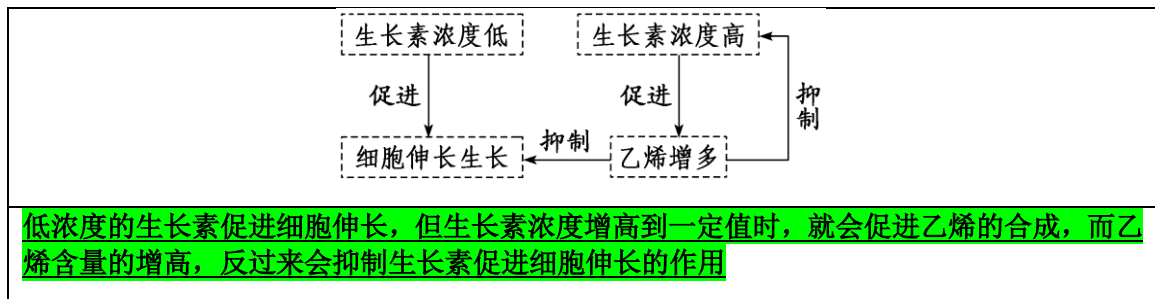 生长素浓度低 生长素浓度高
促进 促进 抑制
细胞伸长生长 抑制 乙烯增多
低浓度的生长素促进细胞伸长，但生长素浓度增高到一定值时，就会促进乙烯的合成，而乙
烯含量的增高，反过来会抑制生长素促进细胞伸长的作用